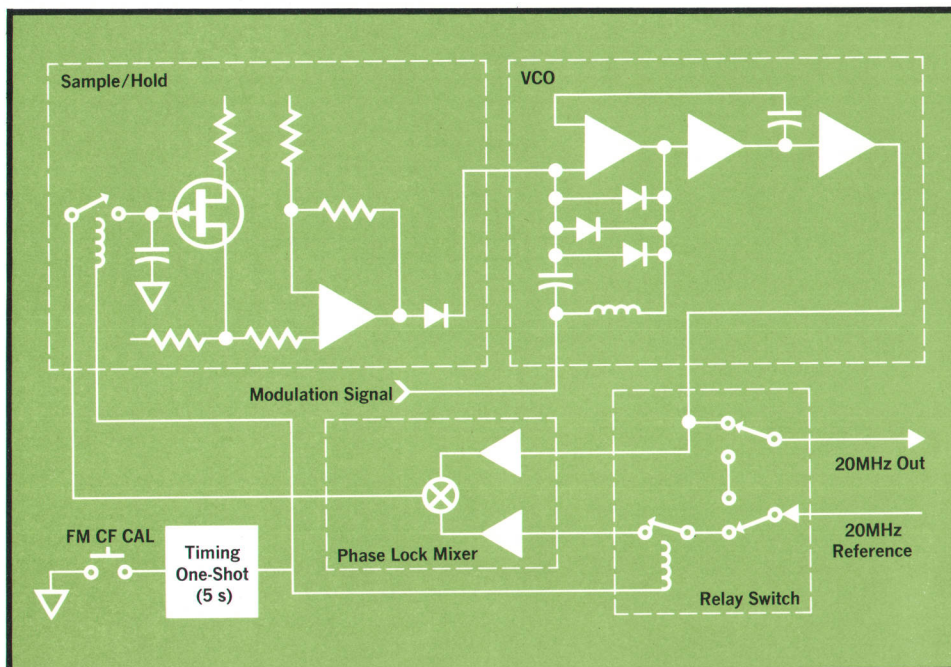 Sample/Hold
VCO
Modulation Signal
20MHz Out
20MHz
Reference
FM CF CAL
Timing
One-Shot
(5 s)
Phase Lock Mixer
Relay Switch